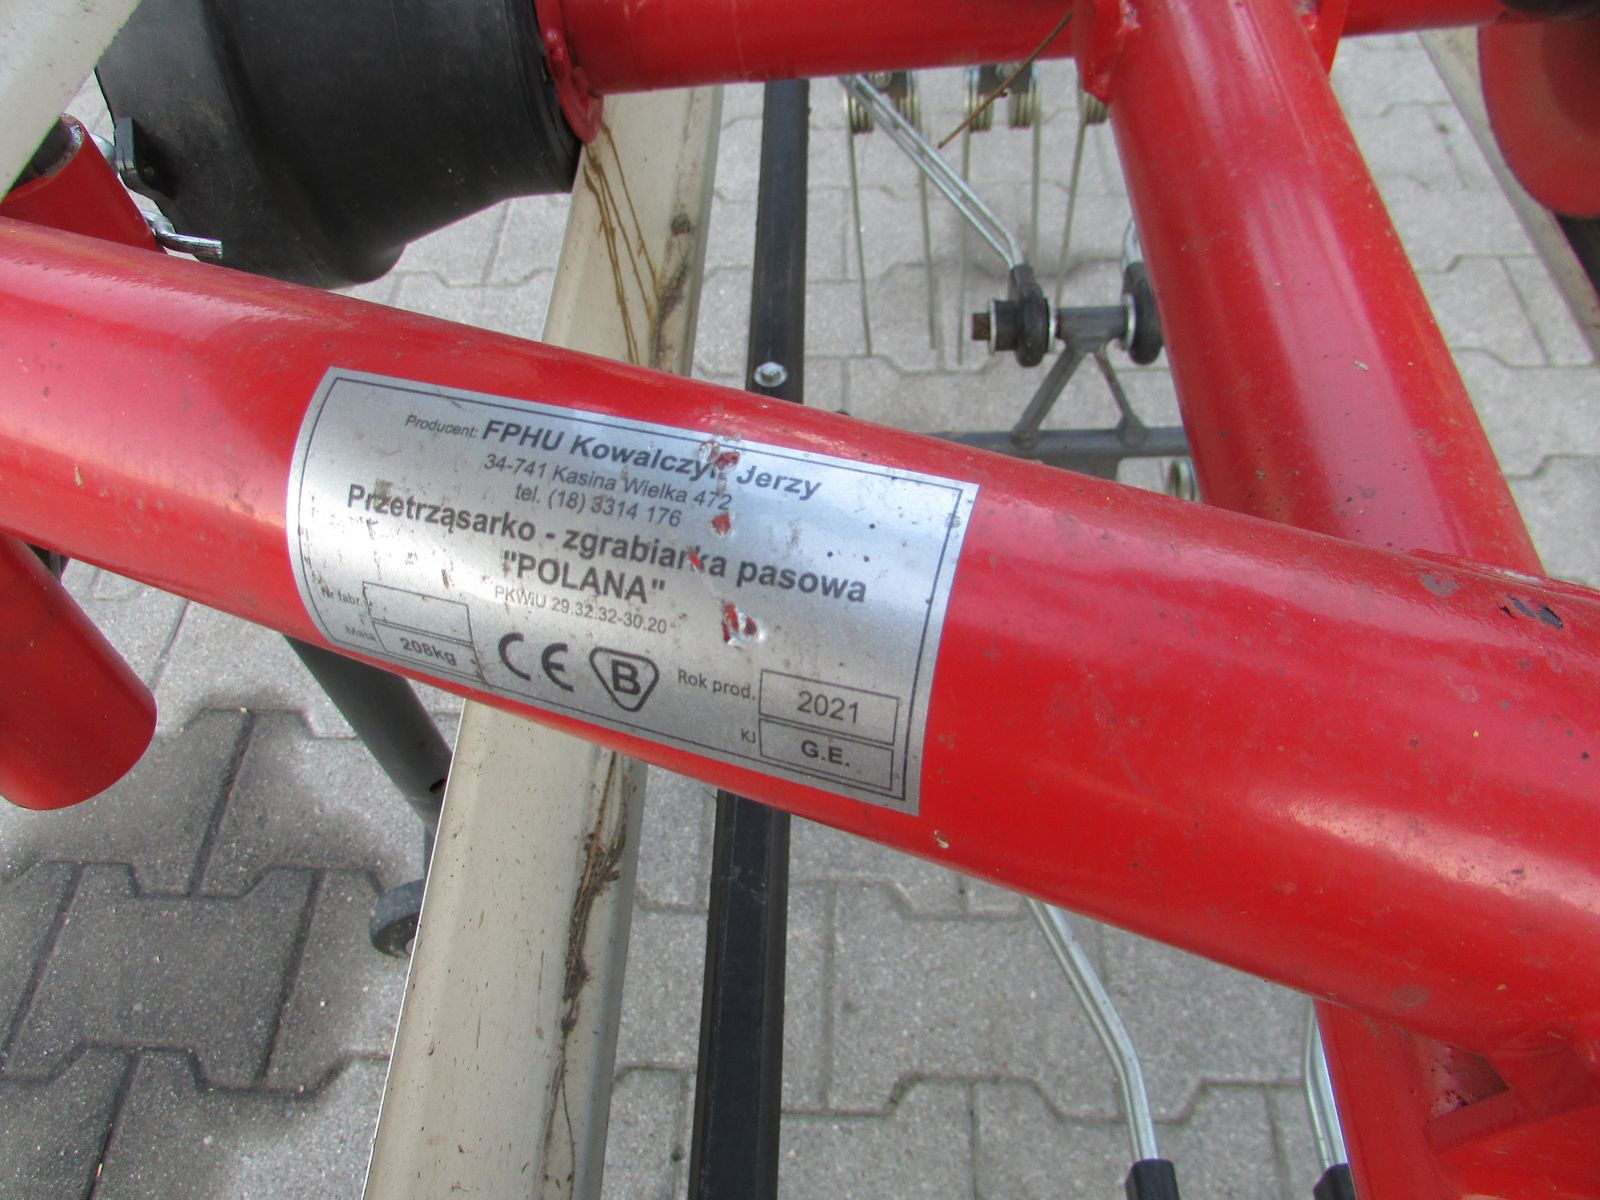 Producent: FPHU Kowalczyk Jerzy
34-741 Kasina Wielka 472
tel. (18) 3314 176
Przetrząsarko - zgrabiarka pasowa
"POLANA"
PKWiU 29.32.32-30.20
Nr fabr.
Masa 208kg
CE B
Rok prod. 2021
KJ G.E.